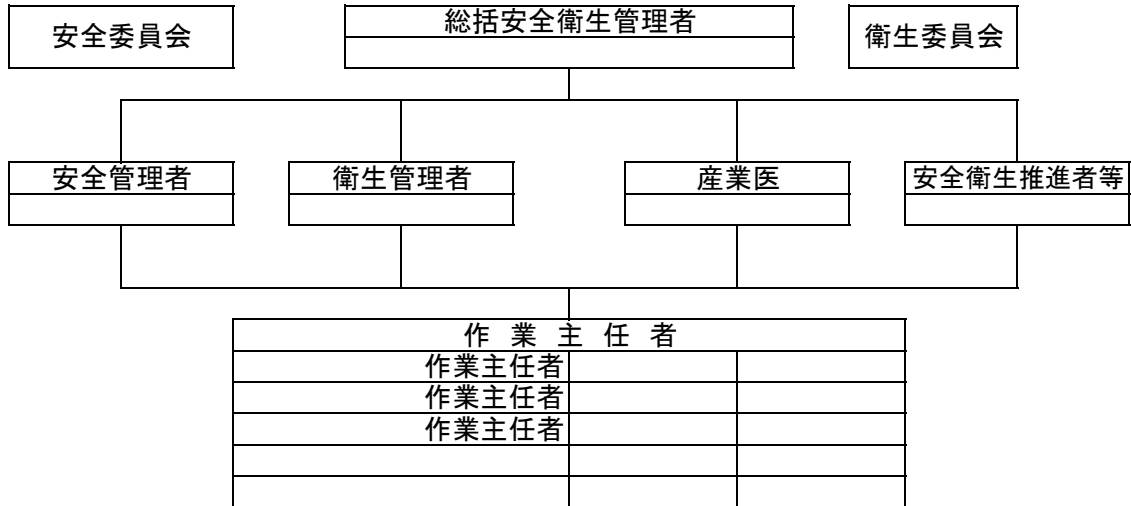 安全委員会
総括安全衛生管理者
衛生委員会
安全管理者
衛生管理者
産業医
安全衛生推進者等
作 業 主 任 者
作業主任者
作業主任者
作業主任者